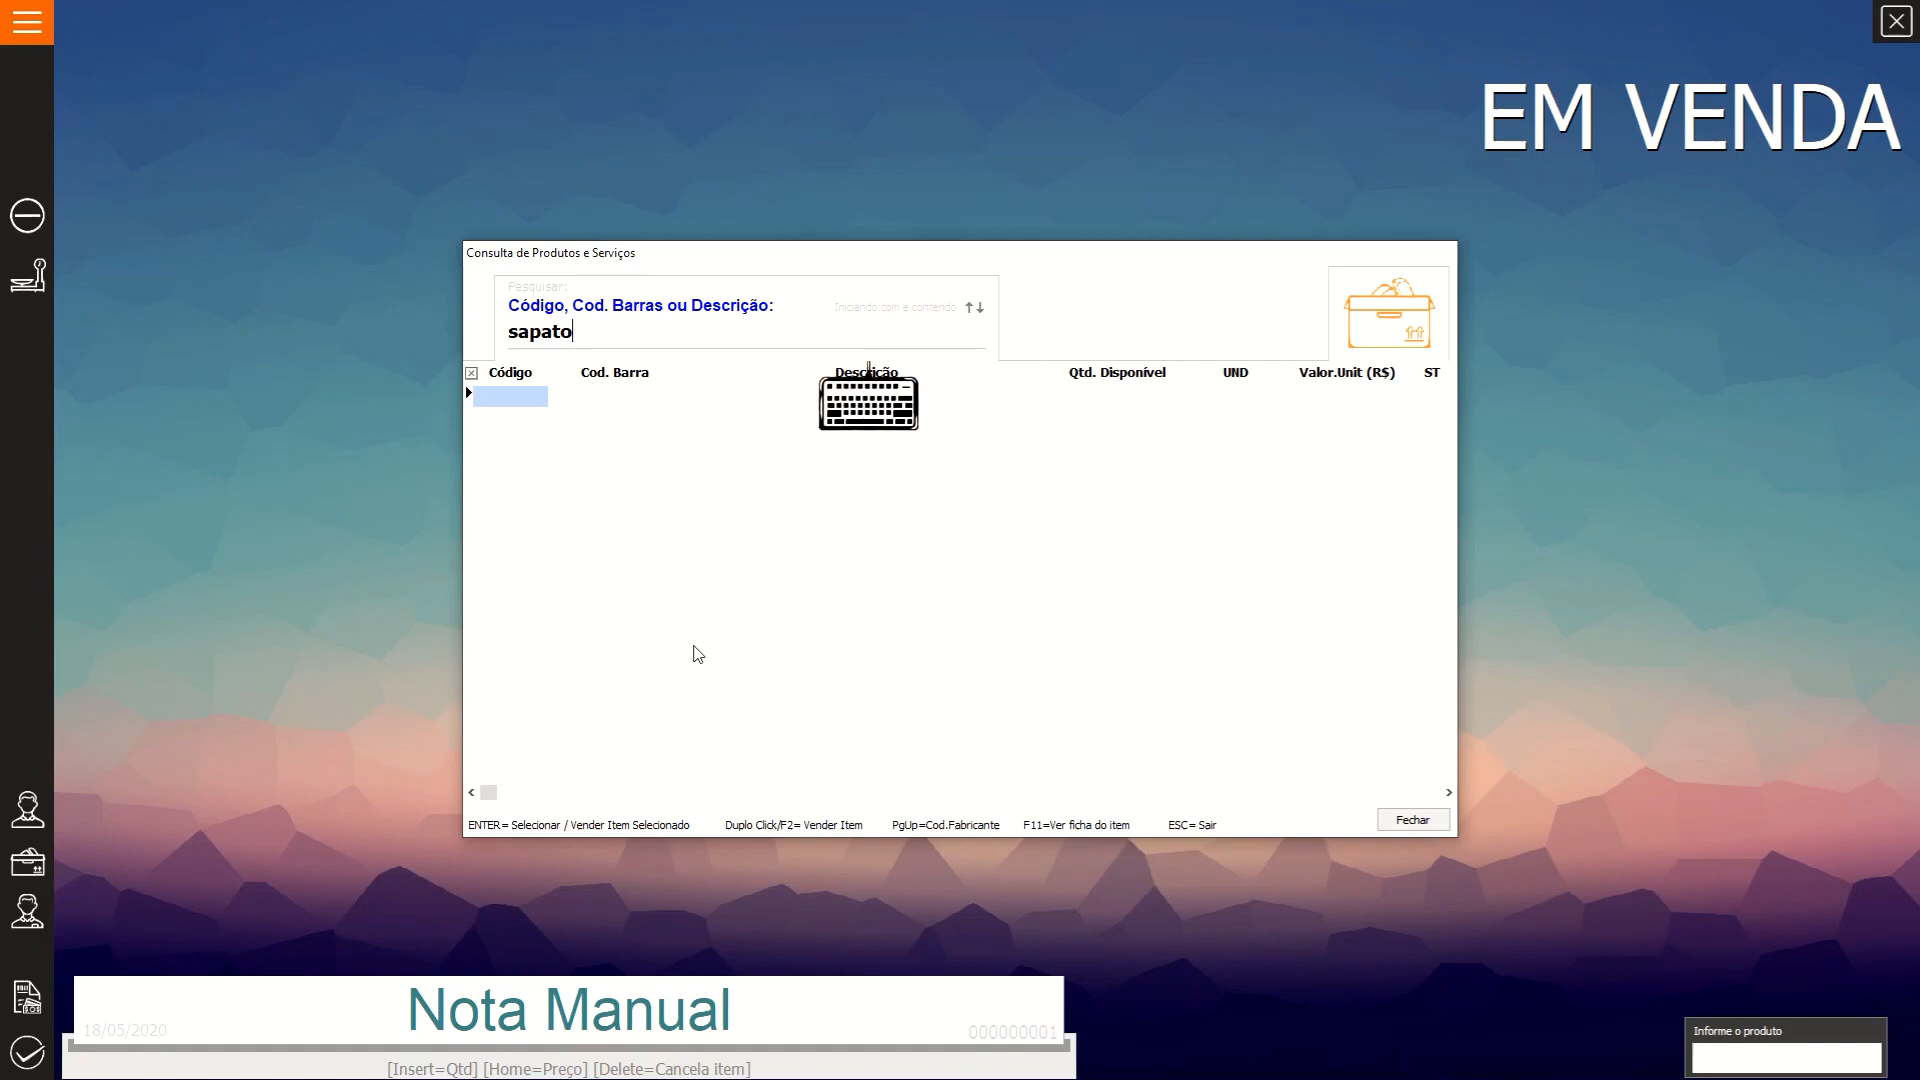 EM VENDA
Consulta de Produtos e Serviços
Pesquisar:
Código, Cod. Barras ou Descrição:
Iniciando com e contendo
sapato
Código Cod. Barra Descrição Qtd. Disponível UND Valor.Unit (R$) ST
ENTER= Selecionar / Vender Item Selecionado Duplo Click/F2= Vender Item PgUp=Cod.Fabricante F11=Ver ficha do item ESC= Sair
Fechar
Nota Manual
18/05/2020
000000001
[Insert=Qtd] [Home=Preço] [Delete=Cancela item]
Informe o produto